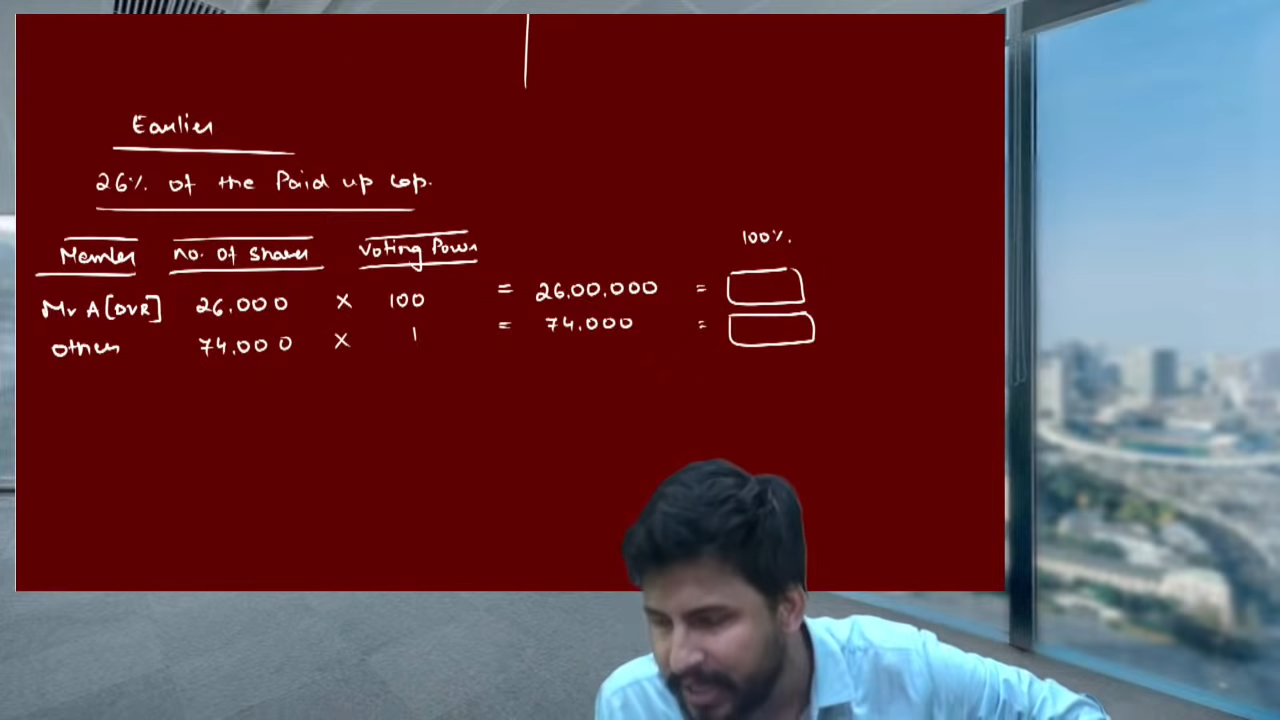 Earlier
26% of the Paid up cap.
Member no. of shares Voting Power 100%.
Mr A [DVR] 26,000 X 100 = 26,00,000 =
others 74,000 X 1 = 74,000 =